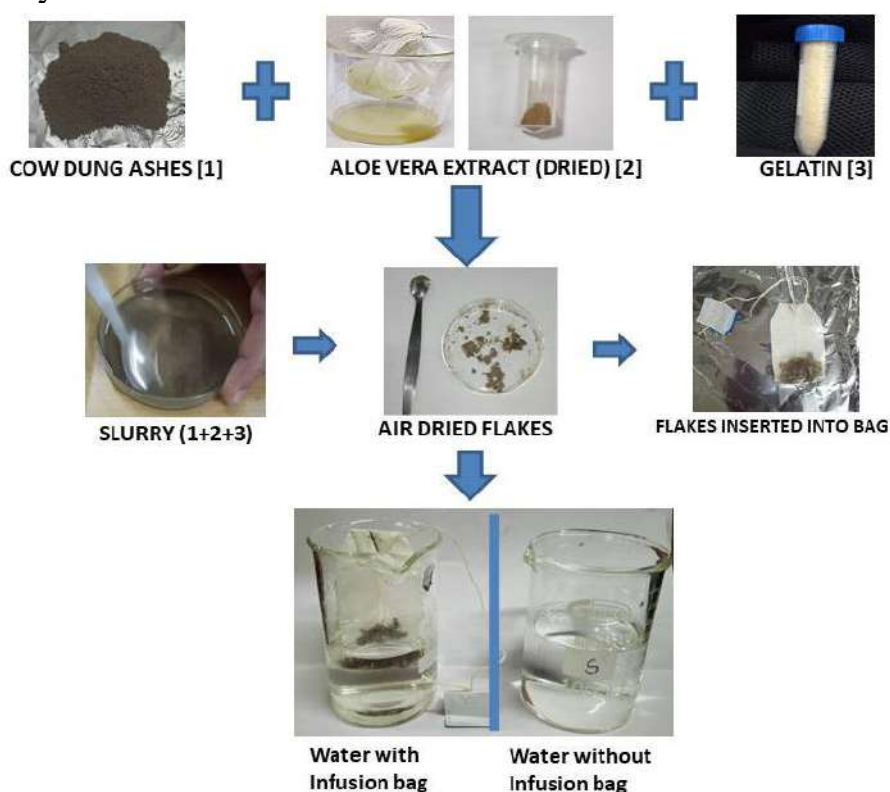 COW DUNG ASHES [1]
ALOE VERA EXTRACT (DRIED) [2]
GELATIN [3]
SLURRY (1+2+3)
AIR DRIED FLAKES
FLAKES INSERTED INTO BAG
S
Water with
Infusion bag
Water without
Infusion bag